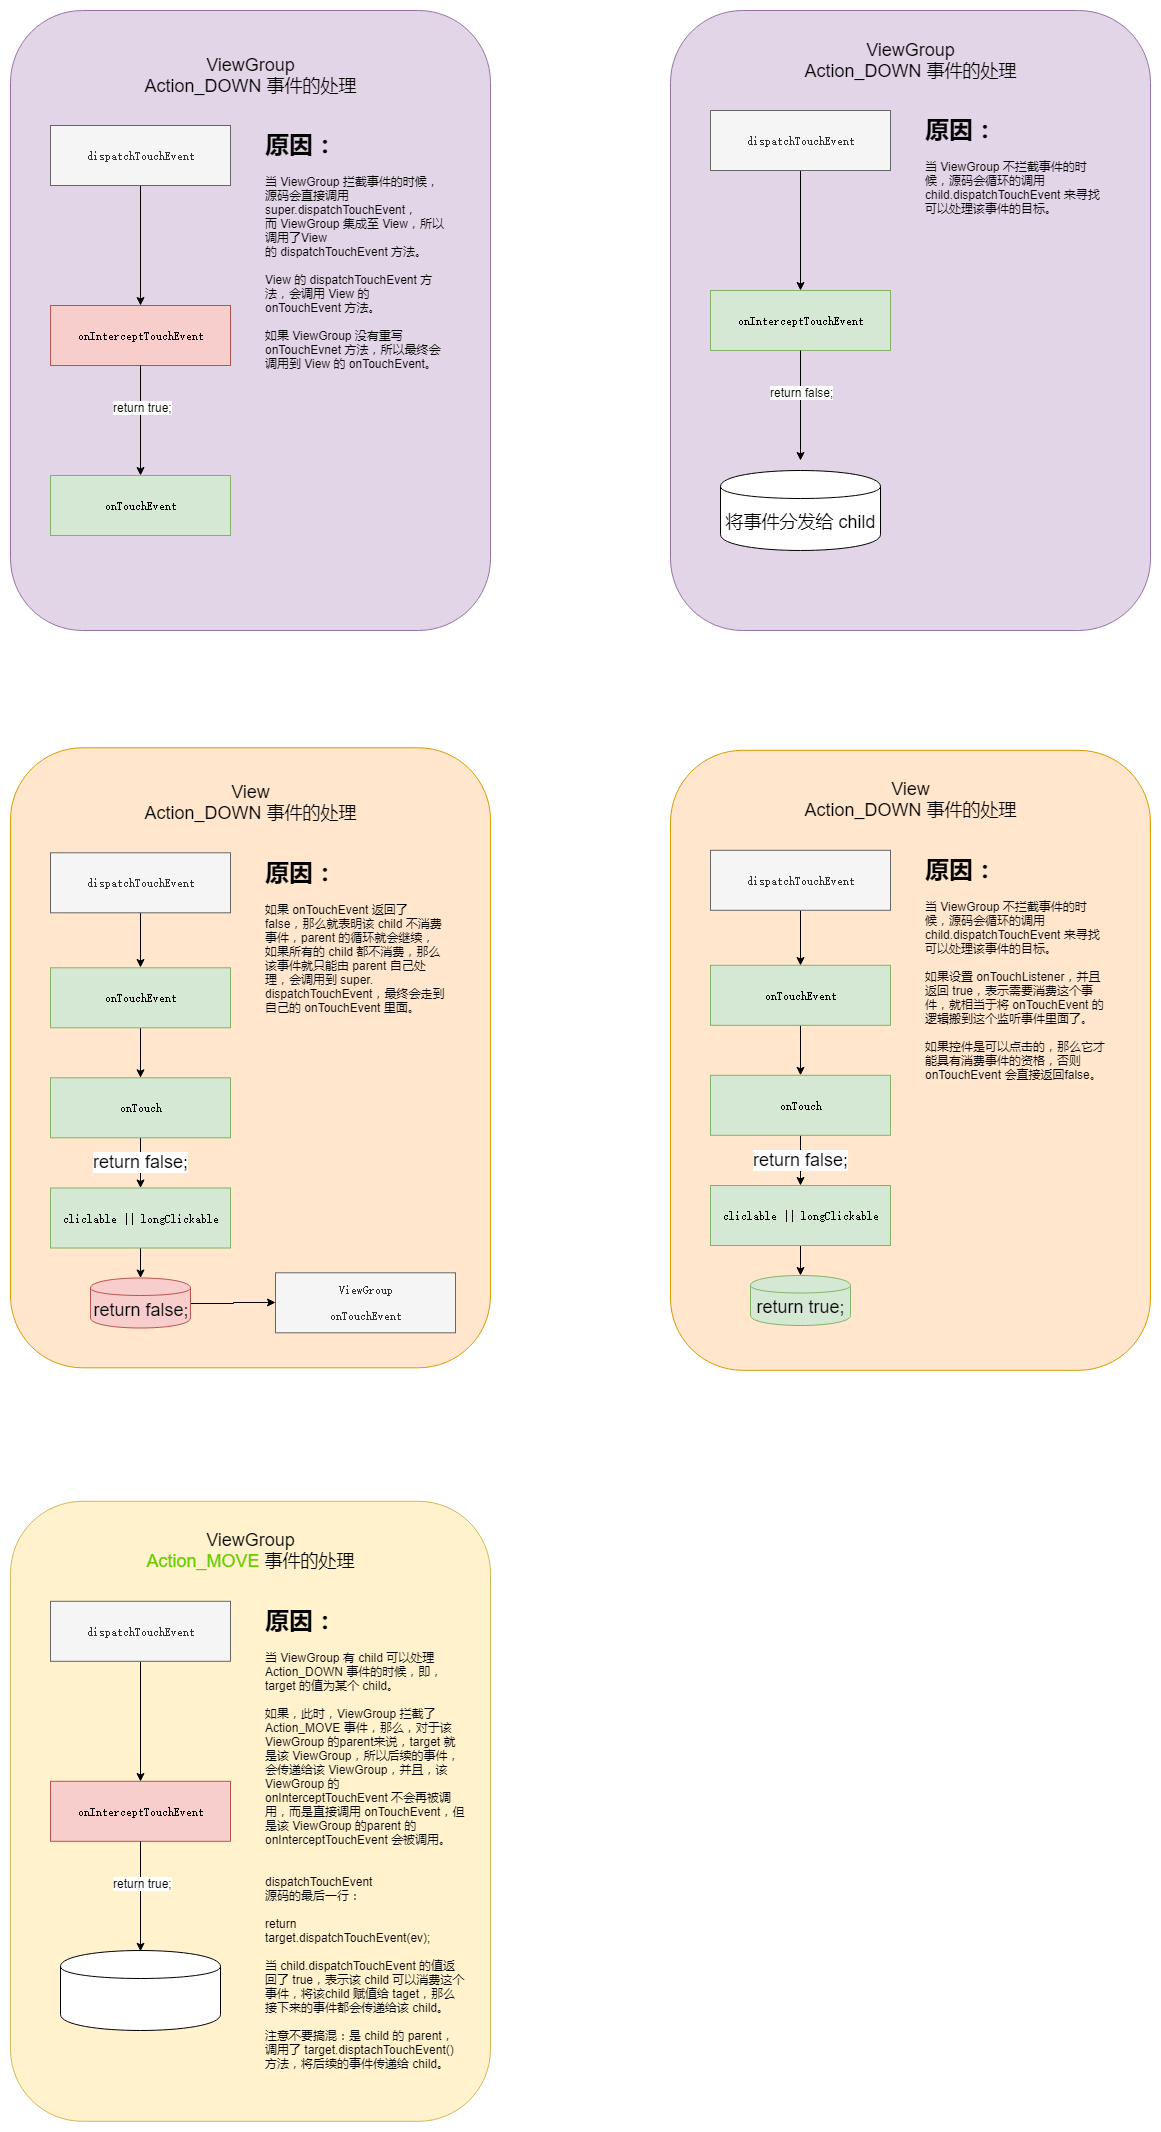 ViewGroup
Action_DOWN 事件的处理
dispatchTouchEvent
onInterceptTouchEvent
return true;
onTouchEvent
原因：
当 ViewGroup 拦截事件的时候，
源码会直接调用
super.dispatchTouchEvent，
而 ViewGroup 集成至 View，所以
调用了View
的 dispatchTouchEvent 方法。
View 的 dispatchTouchEvent 方
法，会调用 View 的
onTouchEvent 方法。
如果 ViewGroup 没有重写
onTouchEvnet 方法，所以最终会
调用到 View 的 onTouchEvent。
ViewGroup
Action_DOWN 事件的处理
dispatchTouchEvent
onInterceptTouchEvent
return false;
将事件分发给 child
原因：
当 ViewGroup 不拦截事件的时
候，源码会循环的调用
child.dispatchTouchEvent 来寻找
可以处理该事件的目标。
View
Action_DOWN 事件的处理
dispatchTouchEvent
onTouchEvent
onTouch
return false;
cliclable || longClickable
return false;
ViewGroup
onTouchEvent
原因：
如果 onTouchEvent 返回了
false，那么就表明该 child 不消费
事件，parent 的循环就会继续，
如果所有的 child 都不消费，那么
该事件就只能由 parent 自己处
理，会调用到 super.
dispatchTouchEvent，最终会走到
自己的 onTouchEvent 里面。
View
Action_DOWN 事件的处理
dispatchTouchEvent
onTouchEvent
onTouch
return false;
cliclable || longClickable
return true;
原因：
当 ViewGroup 不拦截事件的时
候，源码会循环的调用
child.dispatchTouchEvent 来寻找
可以处理该事件的目标。
如果设置 onTouchListener，并且
返回 true，表示需要消费这个事
件，就相当于将 onTouchEvent 的
逻辑搬到这个监听事件里面了。
如果控件是可以点击的，那么它才
能具有消费事件的资格，否则
onTouchEvent 会直接返回false。
ViewGroup
Action_MOVE 事件的处理
dispatchTouchEvent
onInterceptTouchEvent
return true;
原因：
当 ViewGroup 有 child 可以处理
Action_DOWN 事件的时候，即，
target 的值为某个 child。
如果，此时，ViewGroup 拦截了
Action_MOVE 事件，那么，对于该
ViewGroup 的parent来说，target 就
是该 ViewGroup，所以后续的事件，
会传递给该 ViewGroup，并且，该
ViewGroup 的
onInterceptTouchEvent 不会再被调
用，而是直接调用 onTouchEvent，但
是该 ViewGroup 的parent 的
onInterceptTouchEvent 会被调用。
dispatchTouchEvent
源码的最后一行：
return
target.dispatchTouchEvent(ev);
当 child.dispatchTouchEvent 的值返
回了 true，表示该 child 可以消费这个
事件，将该child 赋值给 taget，那么
接下来的事件都会传递给该 child。
注意不要搞混：是 child 的 parent，
调用了 target.disptachTouchEvent()
方法，将后续的事件传递给 child。